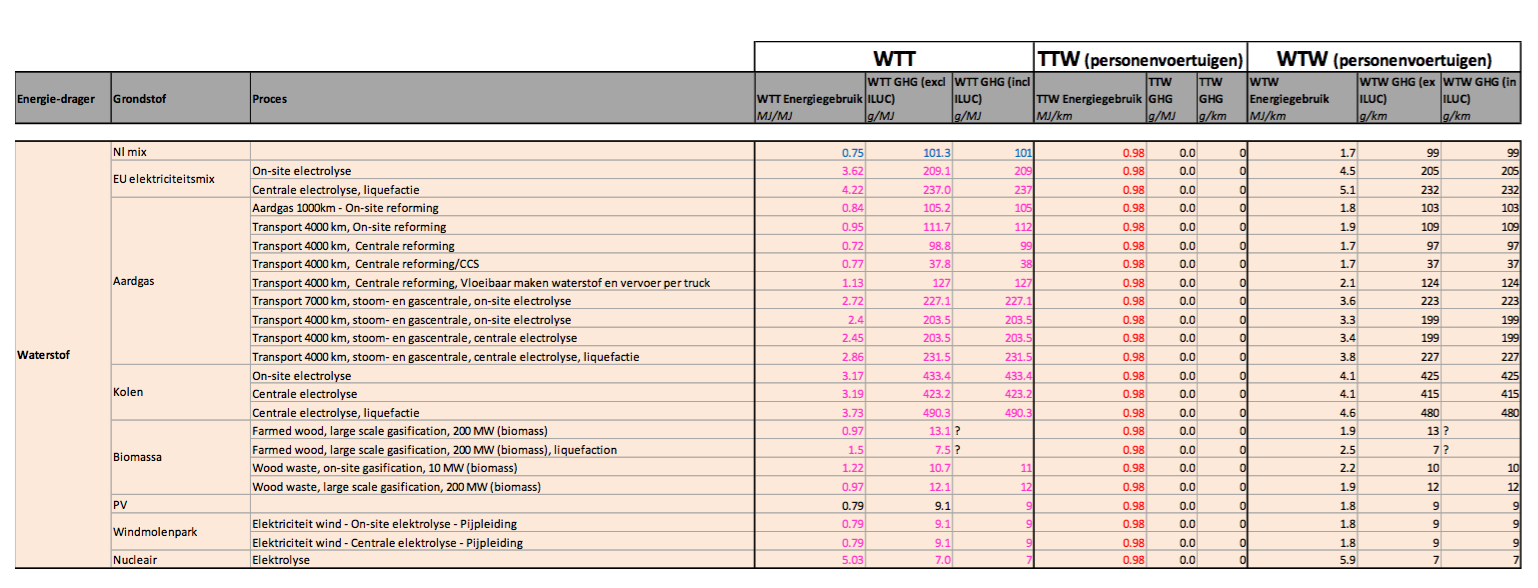 WTT TTW (personenvoertuigen) WTW (personenvoertuigen)
Energie-drager Grondstof Proces WTT Energiegebruik MJ/MJ WTT GHG (excl ILUC) g/MJ WTT GHG (incl ILUC) g/MJ TTW Energiegebruik MJ/km TTW GHG g/MJ TTW GHG g/km WTW Energiegebruik MJ/km WTW GHG (ex ILUC) g/km WTW GHG (in ILUC) g/km
Waterstof
Nl mix 0.75 101.3 101 0.98 0.0 0 1.7 99 99
EU elektriciteitsmix
On-site electrolyse 3.62 209.1 209 0.98 0.0 0 4.5 205 205
Centrale electrolyse, liquefactie 4.22 237.0 237 0.98 0.0 0 5.1 232 232
Aardgas
Aardgas 1000km - On-site reforming 0.84 105.2 105 0.98 0.0 0 1.8 103 103
Transport 4000 km, On-site reforming 0.95 111.7 112 0.98 0.0 0 1.9 109 109
Transport 4000 km, Centrale reforming 0.72 98.8 99 0.98 0.0 0 1.7 97 97
Transport 4000 km, Centrale reforming/CCS 0.77 37.8 38 0.98 0.0 0 1.7 37 37
Transport 4000 km, Centrale reforming, Vloeibaar maken waterstof en vervoer per truck 1.13 127 127 0.98 0.0 0 2.1 124 124
Transport 7000 km, stoom- en gascentrale, on-site electrolyse 2.72 227.1 227.1 0.98 0.0 0 3.6 223 223
Transport 4000 km, stoom- en gascentrale, on-site electrolyse 2.4 203.5 203.5 0.98 0.0 0 3.3 199 199
Transport 4000 km, stoom- en gascentrale, centrale electrolyse 2.45 203.5 203.5 0.98 0.0 0 3.4 199 199
Transport 4000 km, stoom- en gascentrale, centrale electrolyse, liquefactie 2.86 231.5 231.5 0.98 0.0 0 3.8 227 227
Kolen
On-site electrolyse 3.17 433.4 433.4 0.98 0.0 0 4.1 425 425
Centrale electrolyse 3.19 423.2 423.2 0.98 0.0 0 4.1 415 415
Centrale electrolyse, liquefactie 3.73 490.3 490.3 0.98 0.0 0 4.6 480 480
Biomassa
Farmed wood, large scale gasification, 200 MW (biomass) 0.97 13.1 ? 0.98 0.0 0 1.9 13 ?
Farmed wood, large scale gasification, 200 MW (biomass), liquefaction 1.5 7.5 ? 0.98 0.0 0 2.5 7 ?
Wood waste, on-site gasification, 10 MW (biomass) 1.22 10.7 11 0.98 0.0 0 2.2 10 10
Wood waste, large scale gasification, 200 MW (biomass) 0.97 12.1 12 0.98 0.0 0 1.9 12 12
PV 0.79 9.1 9 0.98 0.0 0 1.8 9 9
Windmolenpark
Elektriciteit wind - On-site elektrolyse - Pijpleiding 0.79 9.1 9 0.98 0.0 0 1.8 9 9
Elektriciteit wind - Centrale elektrolyse - Pijpleiding 0.79 9.1 9 0.98 0.0 0 1.8 9 9
Nucleair Elektrolyse 5.03 7.0 7 0.98 0.0 0 5.9 7 7